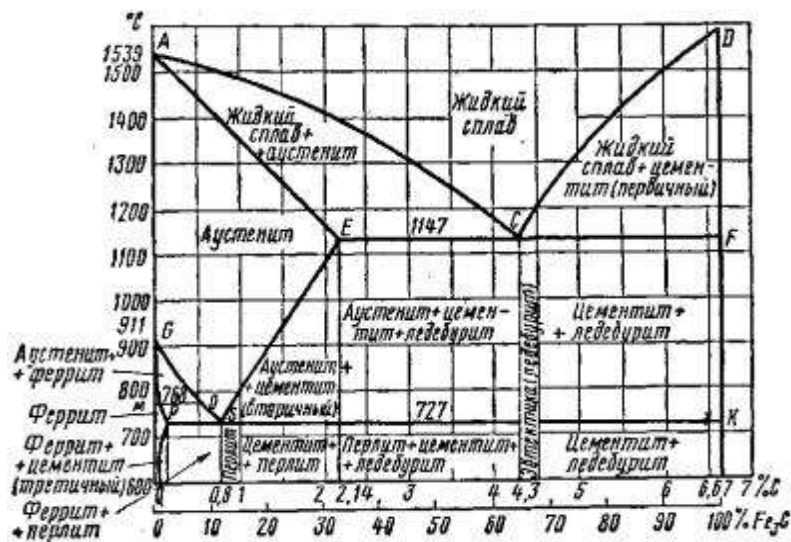 °C
A
D
1539
1500
1400
1300
1200
1100
1000
911
900
800
700
600
Жидкий
сплав+
+аустенит
Жидкий
сплав
Жидкий
сплав+цемен-
тит(первичный)
Аустенит
E
1147
C
F
G
Аустенит+
+феррит
Феррит
Феррит+
+цементит
(третичный)
Феррит+
+перлит
Аустенит+
+цементит
(вторичный)
Аустенит+цемен-
тит+ледебурит
Эвтектика(ледебурит)
Цементит+
+ледебурит
M
P
S
727
K
Перлит
Цементит+
+перлит
Перлит+цементит+
+ледебурит
Цементит+
ледебурит
0 0,8 1 2 2,14 3 4 4,3 5 6 6,67 7 %C
0 10 20 30 40 50 60 70 80 90 100% Fe3C